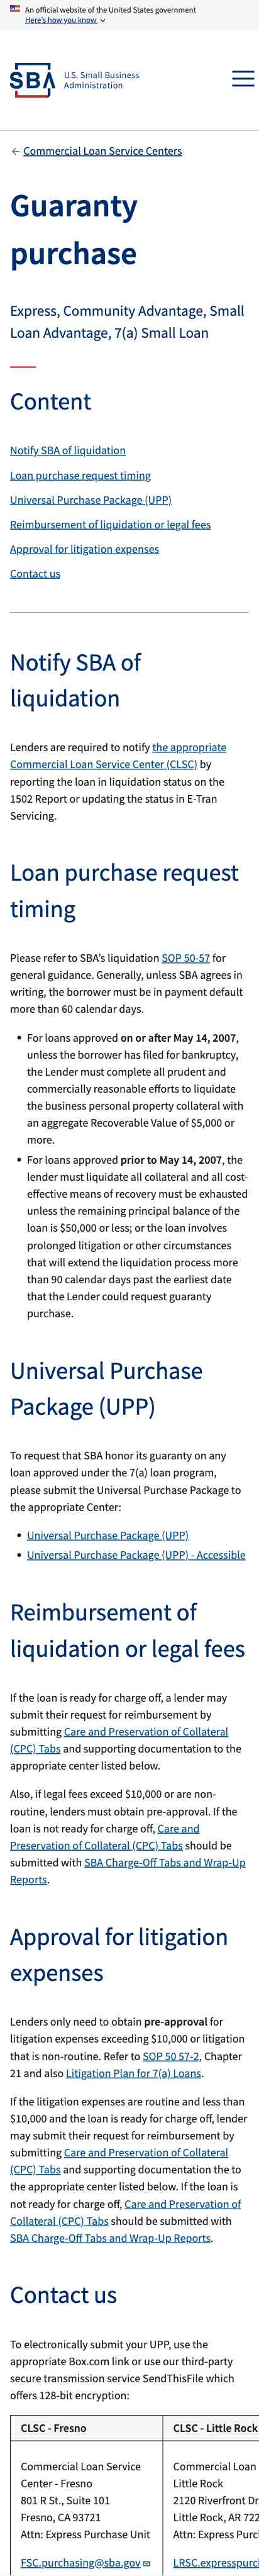 An official website of the United States government
Here's how you know
SBA
U.S. Small Business
Administration
← Commercial Loan Service Centers
Guaranty
purchase
Express, Community Advantage, Small
Loan Advantage, 7(a) Small Loan
Content
Notify SBA of liquidation
Loan purchase request timing
Universal Purchase Package (UPP)
Reimbursement of liquidation or legal fees
Approval for litigation expenses
Contact us
Notify SBA of
liquidation
Lenders are required to notify the appropriate
Commercial Loan Service Center (CLSC) by
reporting the loan in liquidation status on the
1502 Report or updating the status in E-Tran
Servicing.
Loan purchase request
timing
Please refer to SBA's liquidation SOP 50-57 for
general guidance. Generally, unless SBA agrees in
writing, the borrower must be in payment default
more than 60 calendar days.
• For loans approved on or after May 14, 2007,
unless the borrower has filed for bankruptcy,
the Lender must complete all prudent and
commercially reasonable efforts to liquidate
the business personal property collateral with
an aggregate Recoverable Value of $5,000 or
more.
• For loans approved prior to May 14, 2007, the
lender must liquidate all collateral and all cost-
effective means of recovery must be exhausted
unless the remaining principal balance of the
loan is $50,000 or less; or the loan involves
prolonged litigation or other circumstances
that will extend the liquidation process more
than 90 calendar days past the earliest date
that the Lender could request guaranty
purchase.
Universal Purchase
Package (UPP)
To request that SBA honor its guaranty on any
loan approved under the 7(a) loan program,
please submit the Universal Purchase Package to
the appropriate Center:
• Universal Purchase Package (UPP)
• Universal Purchase Package (UPP) - Accessible
Reimbursement of
liquidation or legal fees
If the loan is ready for charge off, a lender may
submit their request for reimbursement by
submitting Care and Preservation of Collateral
(CPC) Tabs and supporting documentation to the
appropriate center listed below.
Also, if legal fees exceed $10,000 or are non-
routine, lenders must obtain pre-approval. If the
loan is not ready for charge off, Care and
Preservation of Collateral (CPC) Tabs should be
submitted with SBA Charge-Off Tabs and Wrap-Up
Reports.
Approval for litigation
expenses
Lenders only need to obtain pre-approval for
litigation expenses exceeding $10,000 or litigation
that is non-routine. Refer to SOP 50 57-2, Chapter
21 and also Litigation Plan for 7(a) Loans.
If the litigation expenses are routine and less than
$10,000 and the loan is ready for charge off, lender
may submit their request for reimbursement by
submitting Care and Preservation of Collateral
(CPC) Tabs and supporting documentation the to
the appropriate center listed below. If the loan is
not ready for charge off, Care and Preservation of
Collateral (CPC) Tabs should be submitted with
SBA Charge-Off Tabs and Wrap-Up Reports.
Contact us
To electronically submit your UPP, use the
appropriate Box.com link or use our third-party
secure transmission service SendThisFile which
offers 128-bit encryption:
CLSC - Fresno
CLSC - Little Rock
Commercial Loan Service
Center - Fresno
801 R St., Suite 101
Fresno, CA 93721
Attn: Express Purchase Unit
FSC.purchasing@sba.gov
Commercial Loan
Little Rock
2120 Riverfront Dr
Little Rock, AR 722
Attn: Express Purc
LRSC.expresspurc